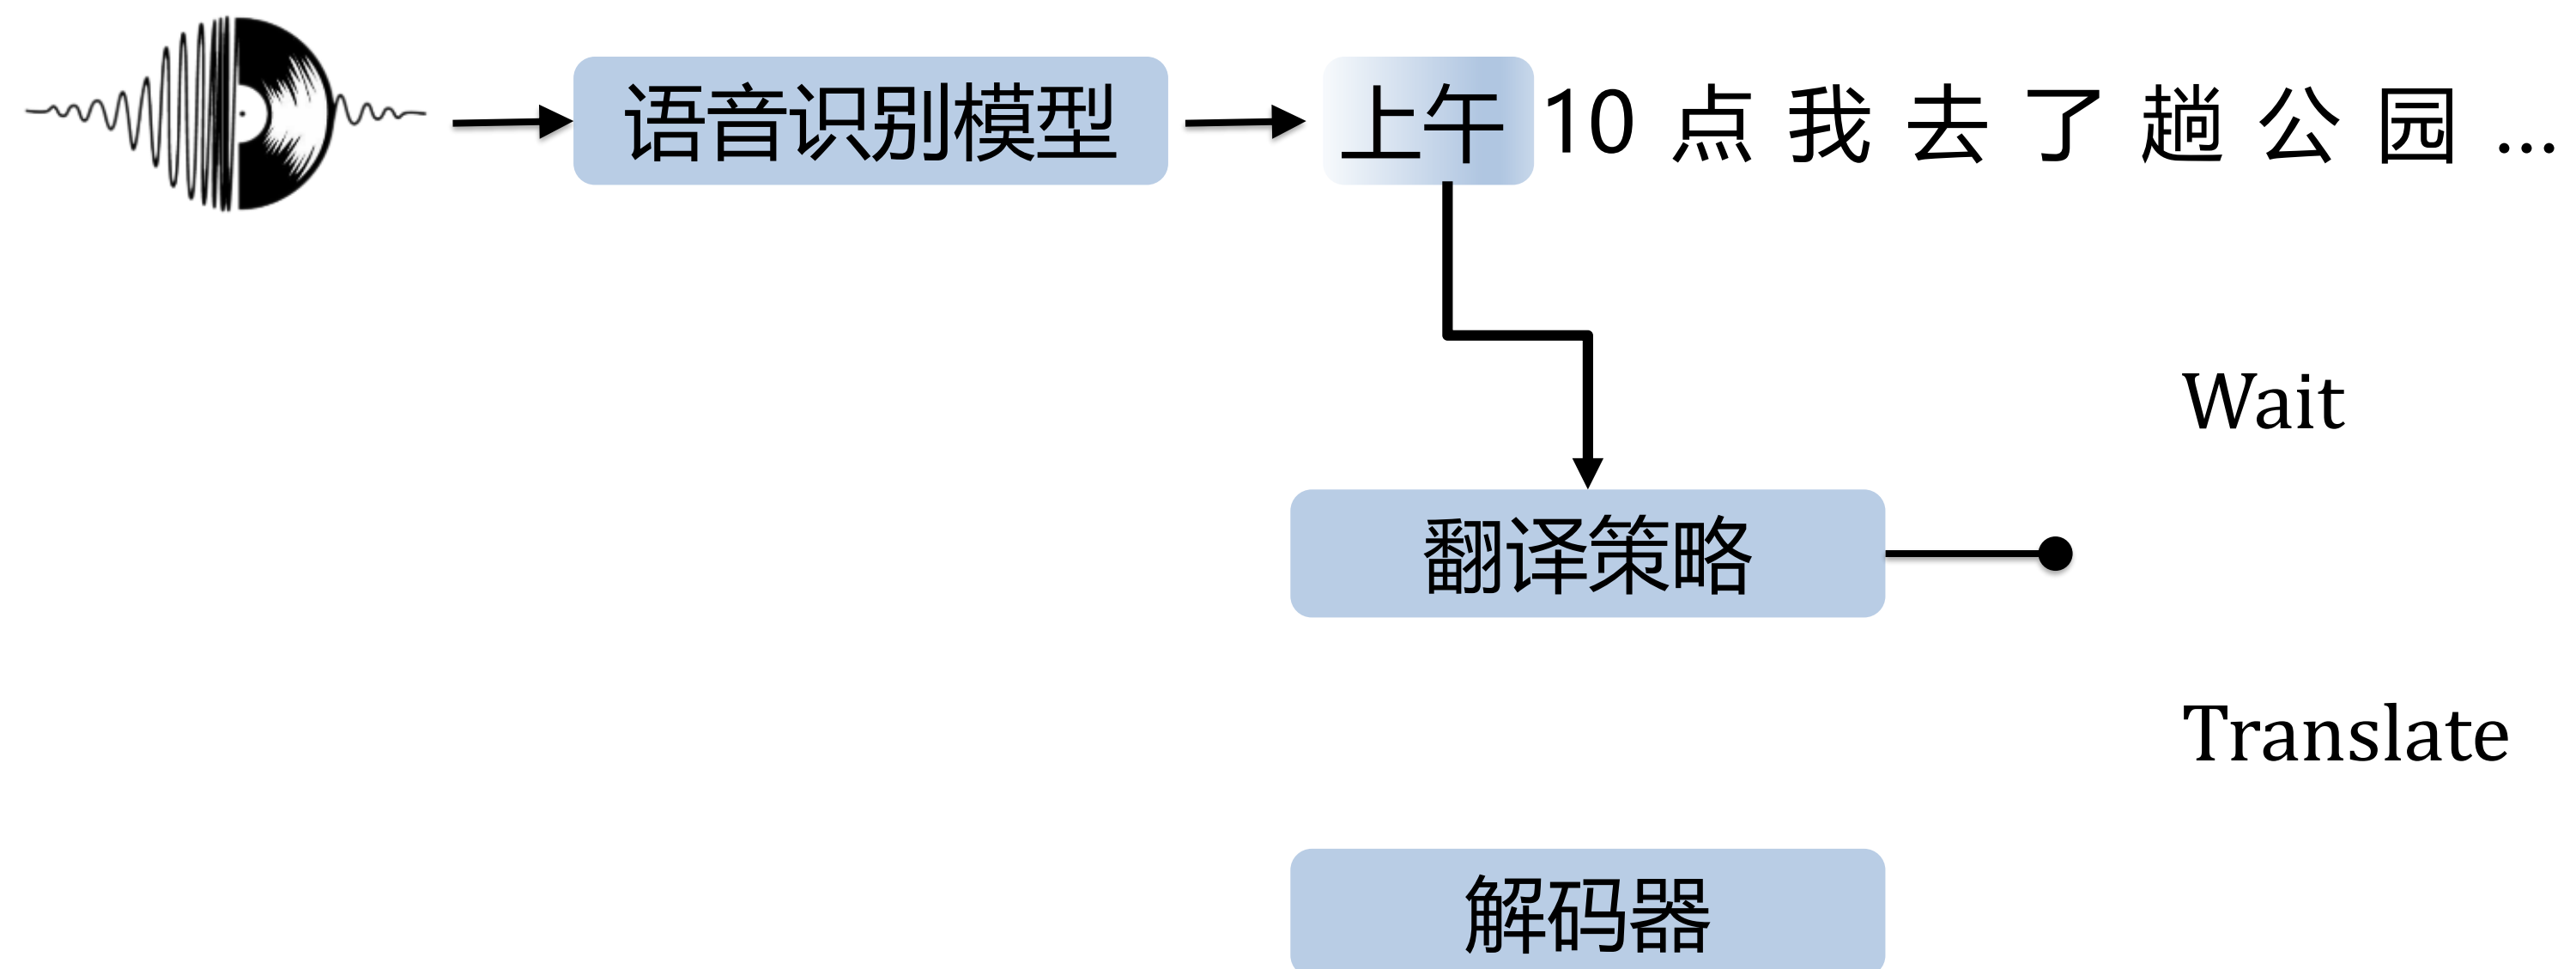 语音识别模型
上午 10 点 我 去 了 趟 公 园 ...
Wait
翻译策略
Translate
解码器